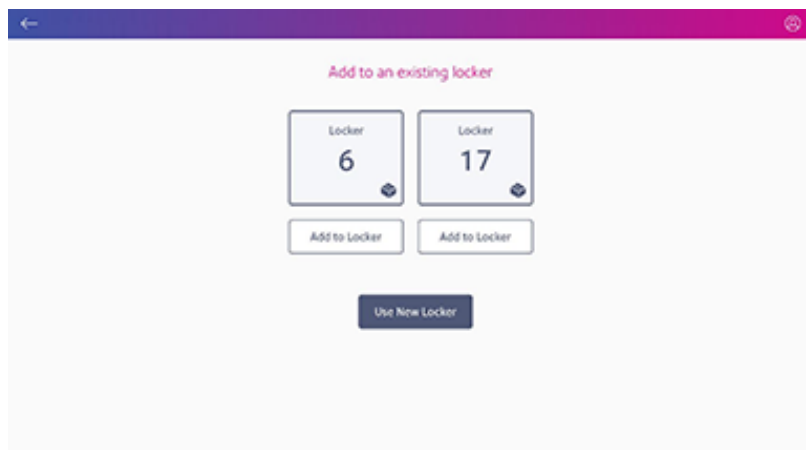 Add to an existing locker
Locker
6
Locker
17
Add to Locker
Add to Locker
Use New Locker